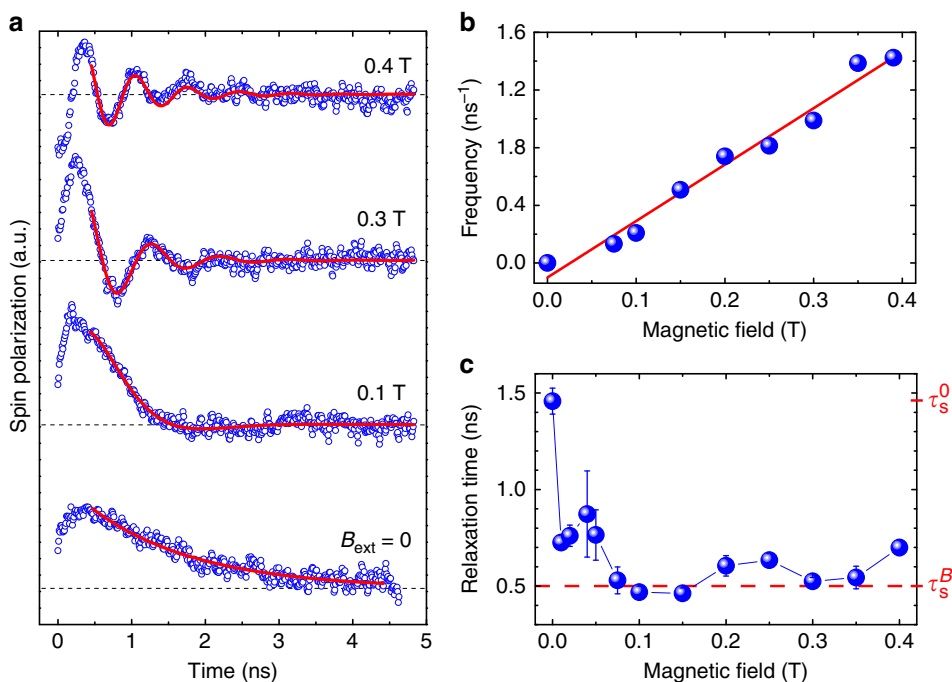 a
0.4 T
0.3 T
0.1 T
B_ext = 0
Spin polarization (a.u.)
0 1 2 3 4 5
Time (ns)
b
1.6
1.2
1.8
0.4
0.0
Frequency (ns⁻¹)
0.0 0.1 0.2 0.3 0.4
Magnetic field (T)
c
1.5
1.0
0.5
Relaxation time (ns)
τ_s^0
τ_s^B
0.0 0.1 0.2 0.3 0.4
Magnetic field (T)